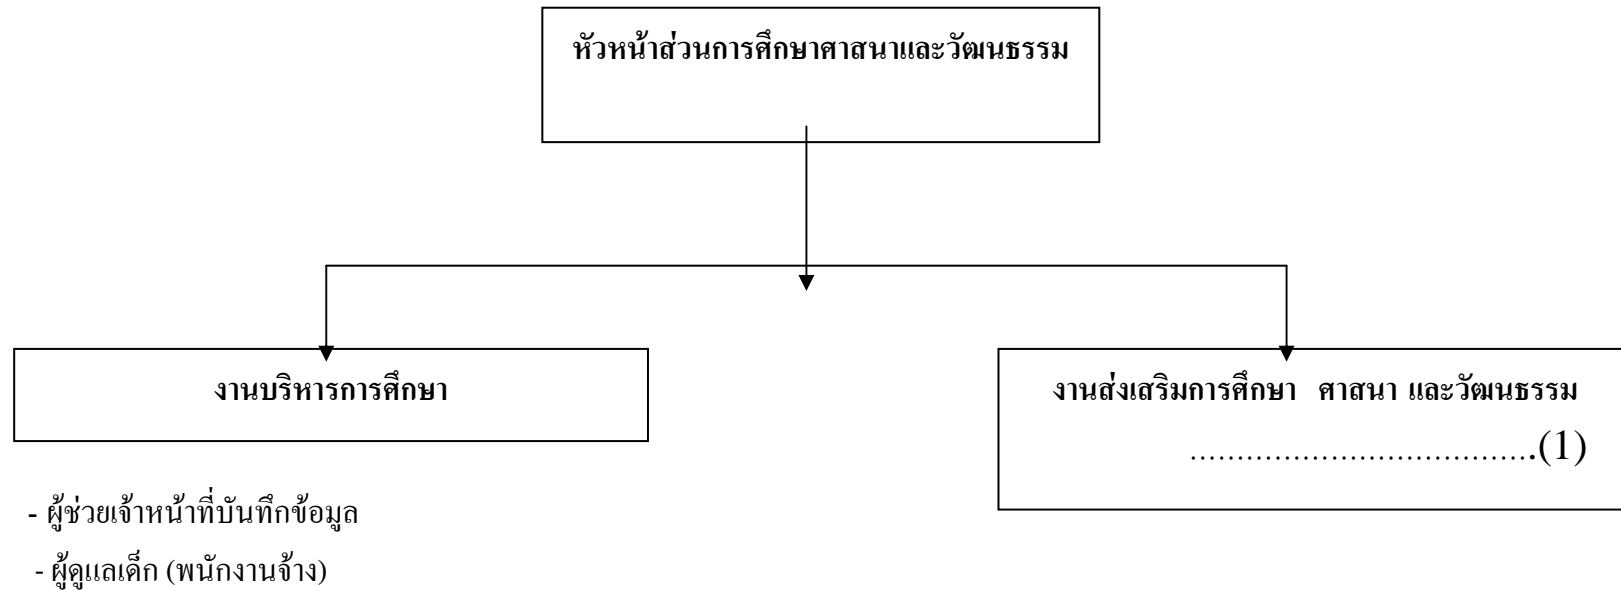 หัวหน้าส่วนการศึกษาศาสนาและวัฒนธรรม
งานบริหารการศึกษา
งานส่งเสริมการศึกษา ศาสนา และวัฒนธรรม
.....................................(1)
- ผู้ช่วยเจ้าหน้าที่บันทึกข้อมูล
- ผู้ดูแลเด็ก (พนักงานจ้าง)